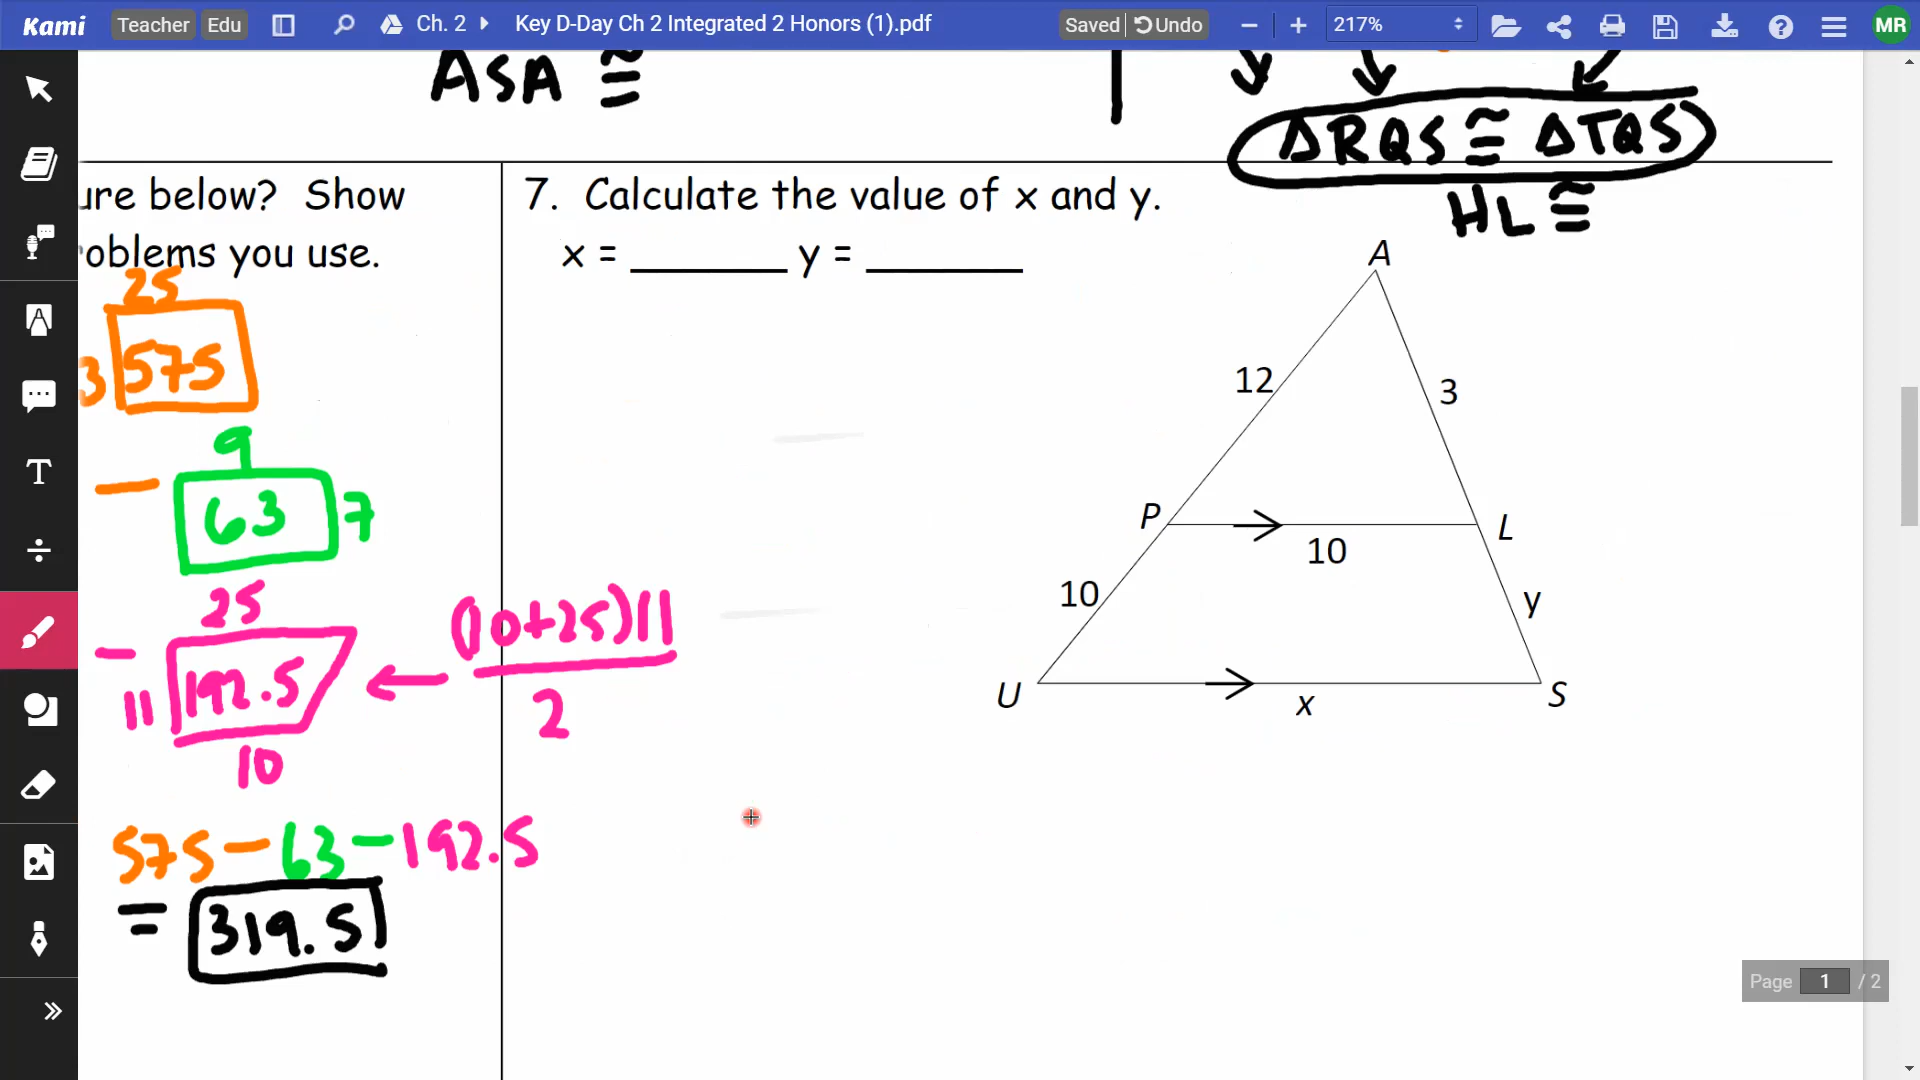 Kami Teacher Edu Ch. 2 Key D-Day Ch 2 Integrated 2 Honors (1).pdf Saved Undo 217% MR
ASA ≅
ΔRQS ≅ ΔTQS
HL ≅
ure below? Show
roblems you use.
25
3 575
9
- 63 7
25
- 11 192.5 ← (10+25)11
2
10
575 - 63 - 192.5
= 319.5
7. Calculate the value of x and y.
x = ________ y = ________
A
12
3
P
L
10
10
y
U
x
S
Page 1 / 2